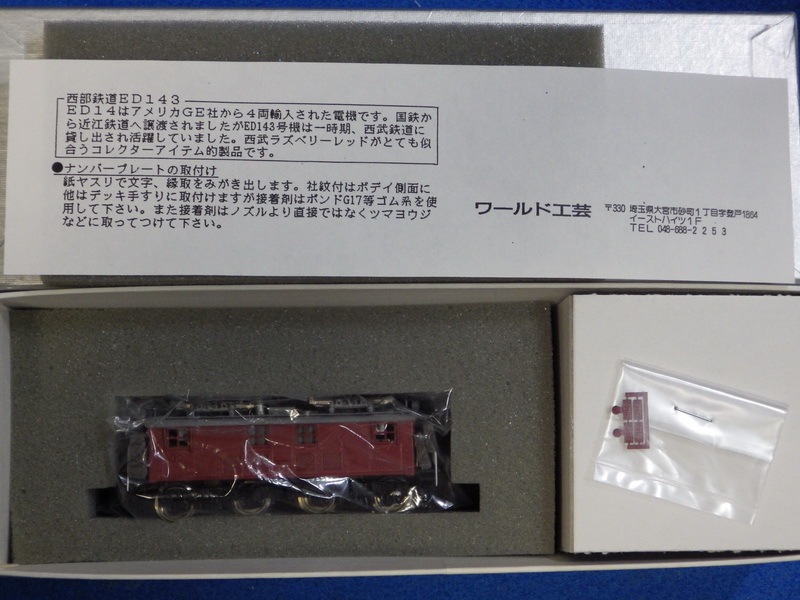 西部鉄道ED143
ED14はアメリカGE社から4両輸入された電機です。国鉄か
ら近江鉄道へ譲渡されましたがED143号機は一時期、西武鉄道に
貸し出され活躍していました。西武ラズベリーレッドがとても似
合うコレクターアイテム的製品です。
●ナンバープレートの取付け
紙ヤスリで文字、縁取をみがき出します。社紋付はボディ側面に
他はデッキ手すりに取付けますが接着剤はボンドG17等ゴム系を使
用して下さい。また接着剤はノズルより直接ではなくツマヨウジ
などに取ってつけて下さい。
ワールド工芸
〒330 埼玉県大宮市砂町1丁目字登戸1864
イーストハイツ1F
TEL 048-668-2253